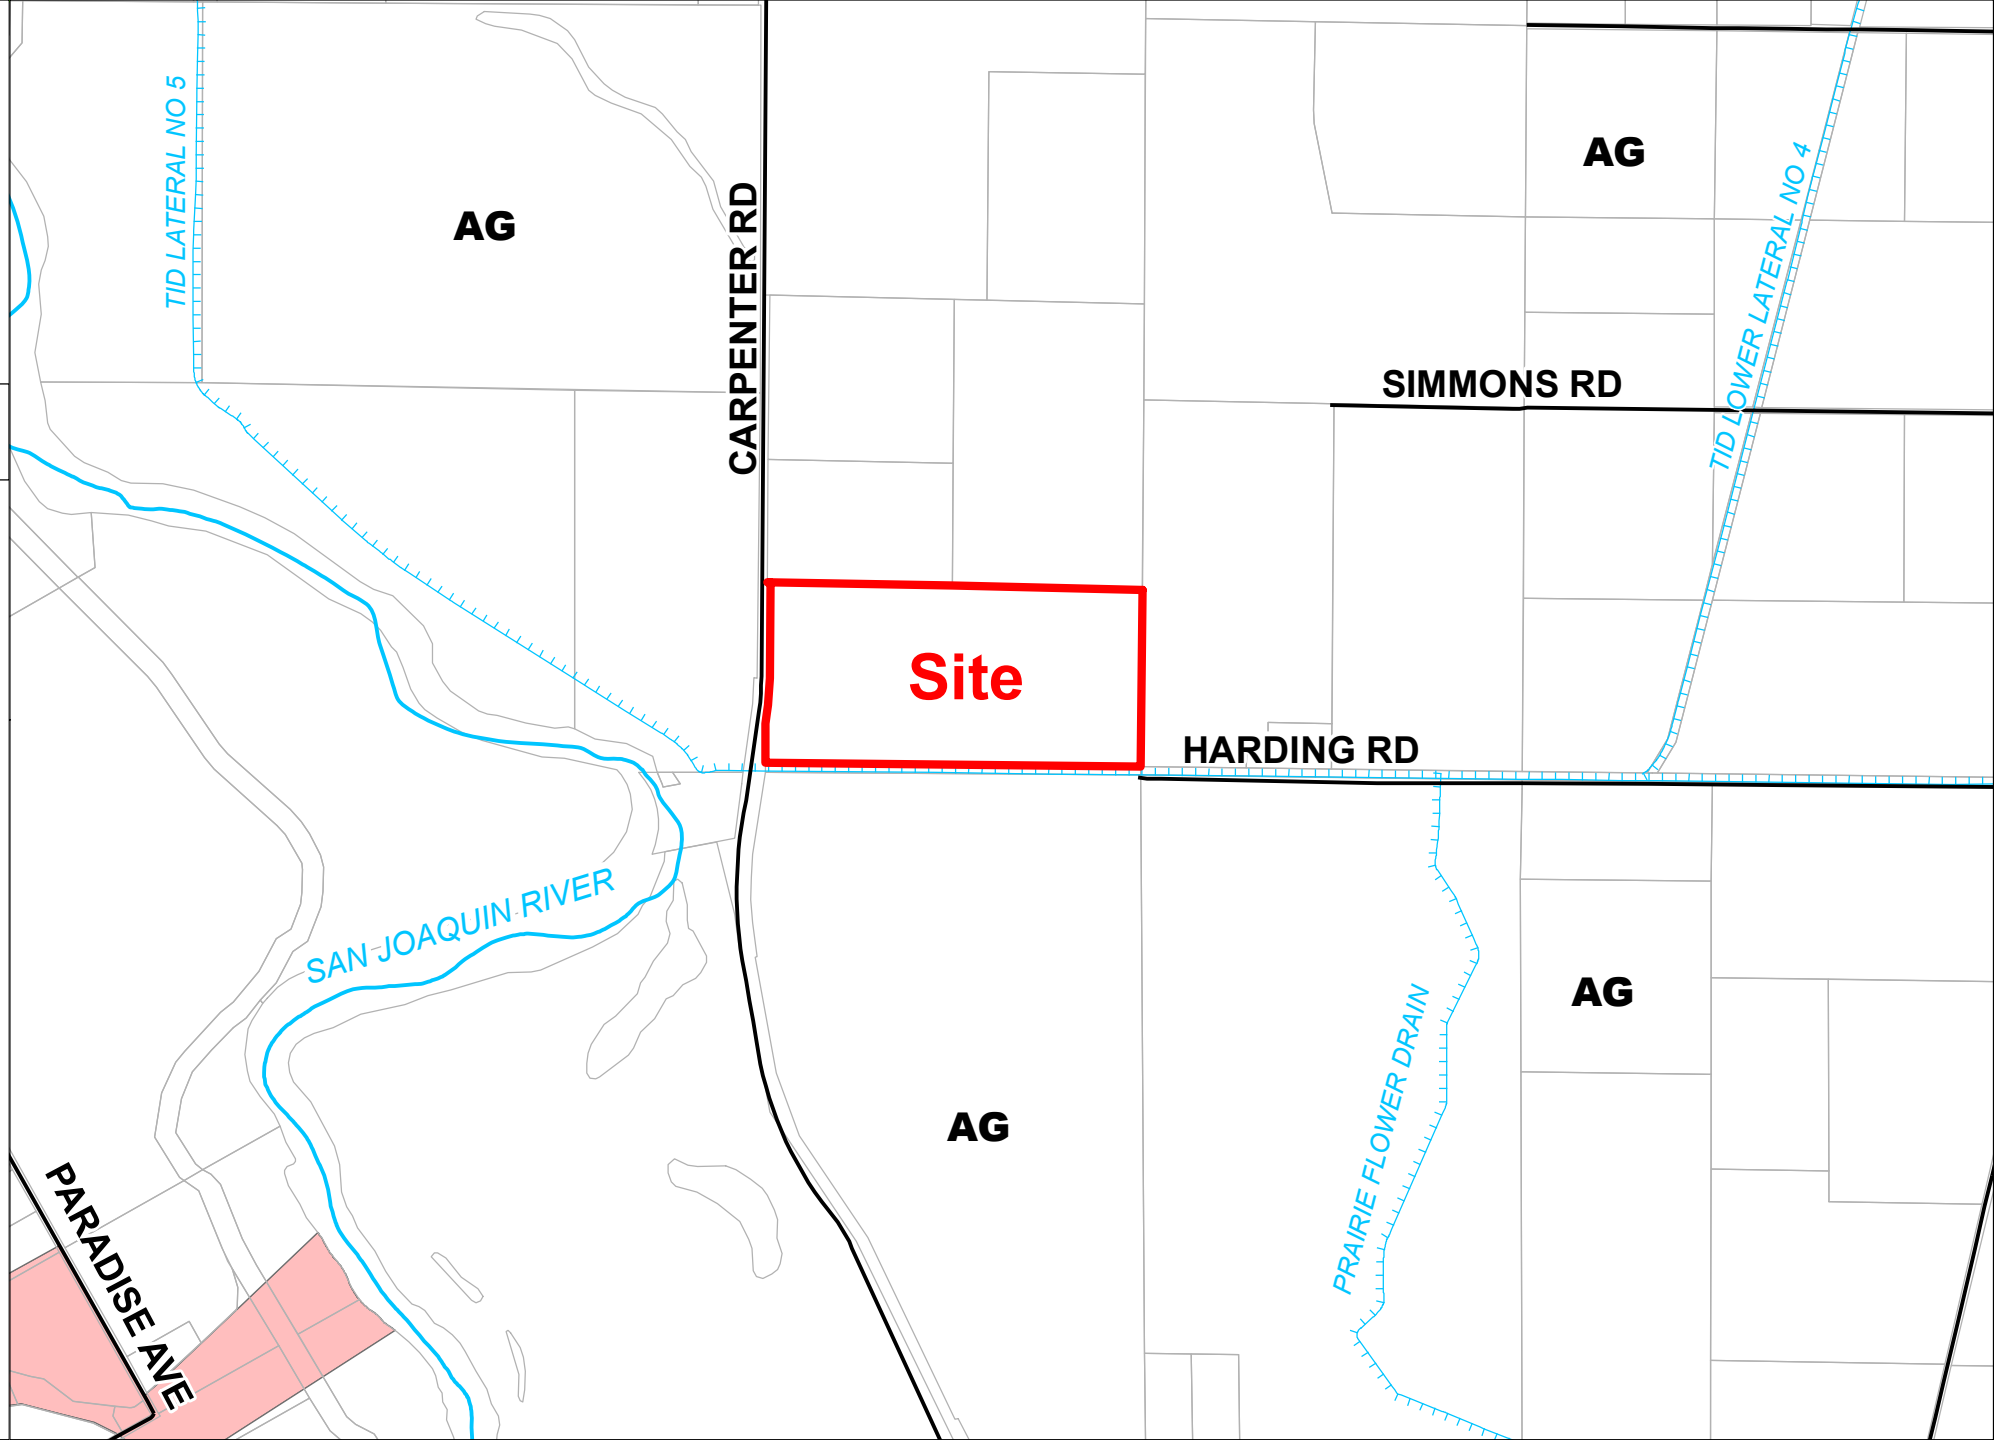 TID LATERAL NO 5
AG
CARPENTER RD
AG
TID LOWER LATERAL NO 4
SIMMONS RD
Site
HARDING RD
SAN JOAQUIN RIVER
AG
PRAIRIE FLOWER DRAIN
AG
PARADISE AVE